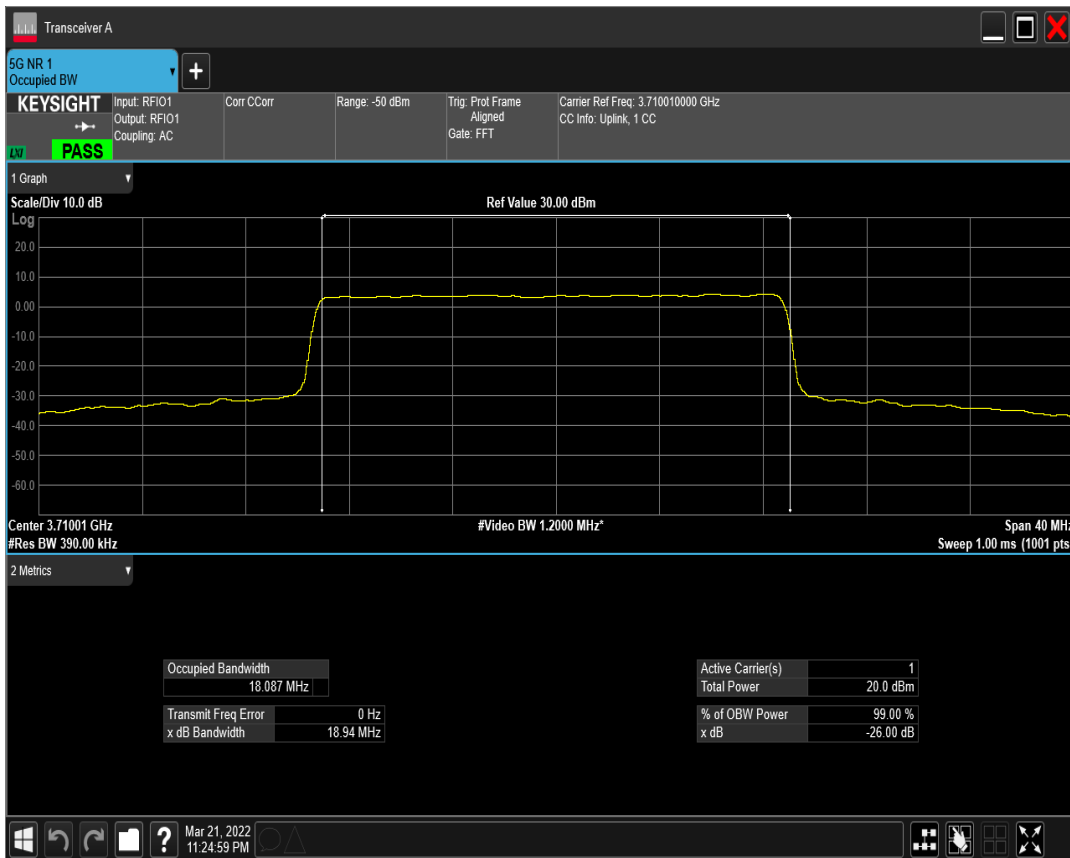 Transceiver A
5G NR 1
Occupied BW
KEYSIGHT
LXI
PASS
Input: RFIO1
Output: RFIO1
Coupling: AC
Corr CCorr
Range: -50 dBm
Trig: Prot Frame
Aligned
Gate: FFT
Carrier Ref Freq: 3.710010000 GHz
CC Info: Uplink, 1 CC
1 Graph
Scale/Div 10.0 dB
Ref Value 30.00 dBm
Log
20.0
10.0
0.00
-10.0
-20.0
-30.0
-40.0
-50.0
-60.0
Center 3.71001 GHz
#Video BW 1.2000 MHz*
Span 40 MHz
#Res BW 390.00 kHz
Sweep 1.00 ms (1001 pts
2 Metrics
Occupied Bandwidth
18.087 MHz
Transmit Freq Error 0 Hz
x dB Bandwidth 18.94 MHz
Active Carrier(s) 1
Total Power 20.0 dBm
% of OBW Power 99.00 %
x dB -26.00 dB
Mar 21, 2022
11:24:59 PM